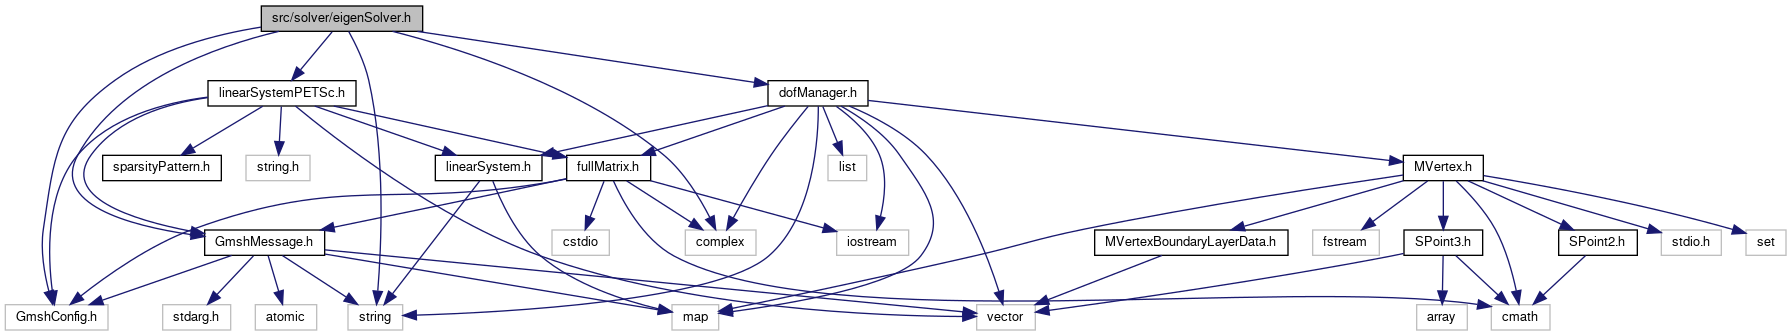 src/solver/eigenSolver.h
linearSystemPETSc.h
dofManager.h
sparsityPattern.h
string.h
linearSystem.h
fullMatrix.h
list
MVertex.h
GmshMessage.h
cstdio
complex
iostream
MVertexBoundaryLayerData.h
fstream
SPoint3.h
SPoint2.h
stdio.h
set
GmshConfig.h
stdarg.h
atomic
string
map
vector
array
cmath